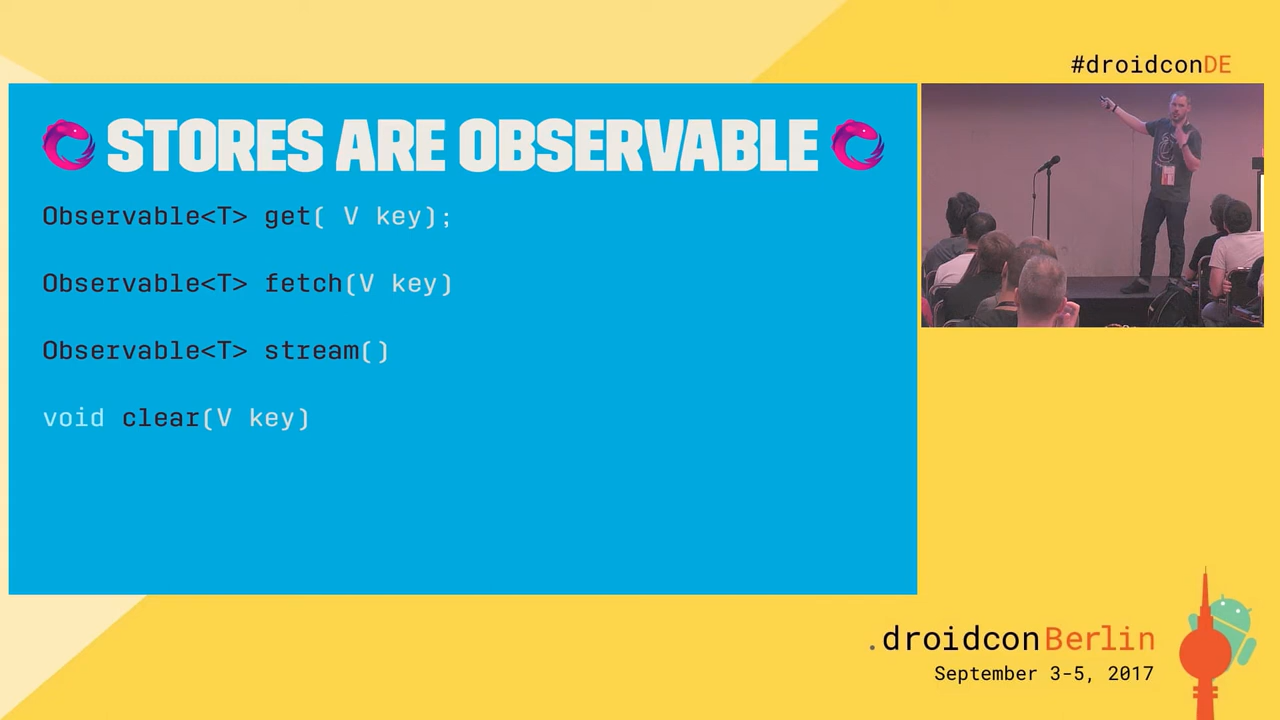 #droidconDE
STORES ARE OBSERVABLE
Observable<T> get( V key);
Observable<T> fetch(V key)
Observable<T> stream()
void clear(V key)
.droidconBerlin
September 3-5, 2017